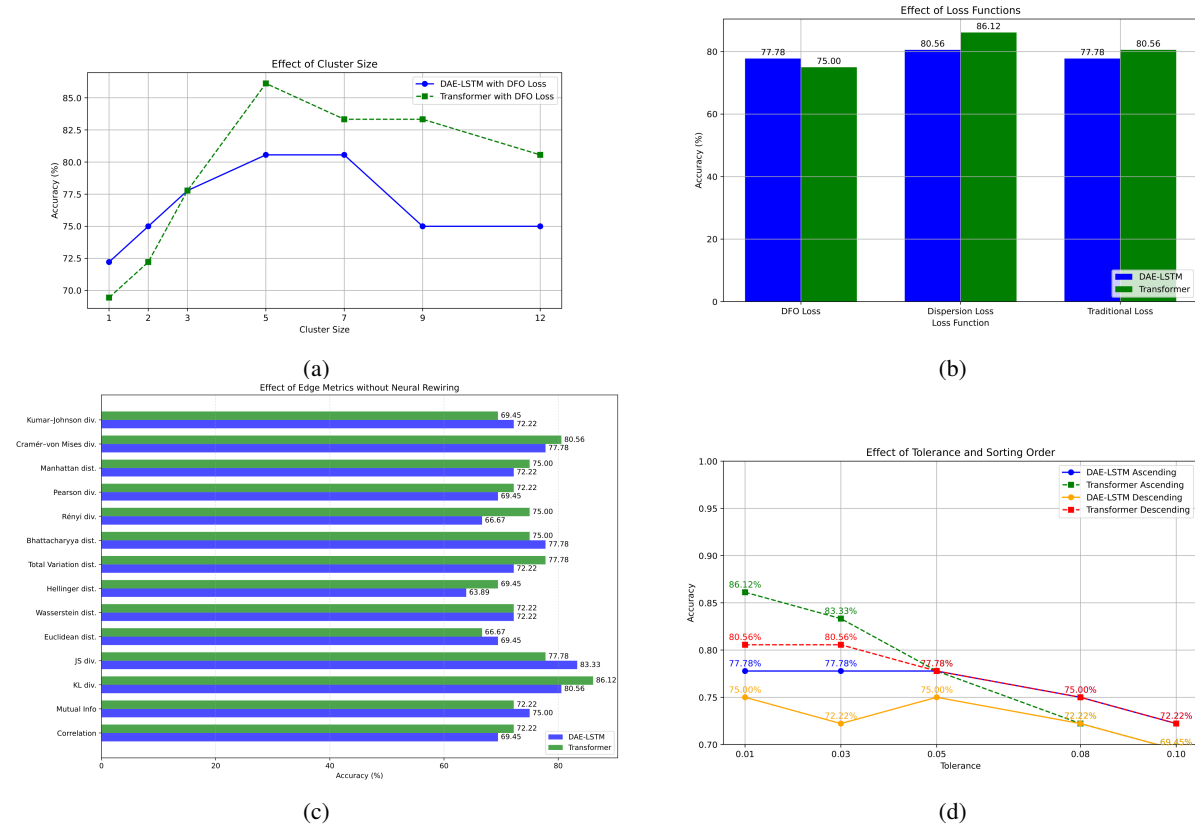 Effect of Cluster Size
DAE-LSTM with DFO Loss
Transformer with DFO Loss
Accuracy (%)
85.0
82.5
80.0
77.5
75.0
72.5
70.0
1 2 3 5 7 9 12
Cluster Size
(a)
Effect of Loss Functions
Accuracy (%)
80
60
40
20
0
77.78 75.00 80.56 86.12 77.78 80.56
DAE-LSTM
Transformer
DFO Loss Dispersion Loss Traditional Loss
Loss Function
(b)
Effect of Edge Metrics without Neural Rewiring
Kumar–Johnson div. 69.45
72.22
Cramér–von Mises div. 80.56
77.78
Manhattan dist. 75.00
72.22
Pearson div. 72.22
69.45
Rényi div. 75.00
66.67
Bhattacharyya dist. 75.00
77.78
Total Variation dist. 77.78
72.22
Hellinger dist. 69.45
63.89
Wasserstein dist. 72.22
72.22
Euclidean dist. 66.67
69.45
JS div. 77.78
83.33
KL div. 86.12
80.56
Mutual Info 72.22
75.00
Correlation 72.22
69.45
DAE-LSTM
Transformer
0 20 40 60 80
Accuracy (%)
(c)
Effect of Tolerance and Sorting Order
DAE-LSTM Ascending
Transformer Ascending
DAE-LSTM Descending
Transformer Descending
Accuracy
1.00
0.95
0.90
0.85
0.80
0.75
0.70
86.12% 83.33%
80.56% 80.56%
77.78% 77.78% 77.78%
75.00% 72.22% 75.00% 75.00% 72.22% 72.22% 69.45%
0.01 0.03 0.05 0.08 0.10
Tolerance
(d)